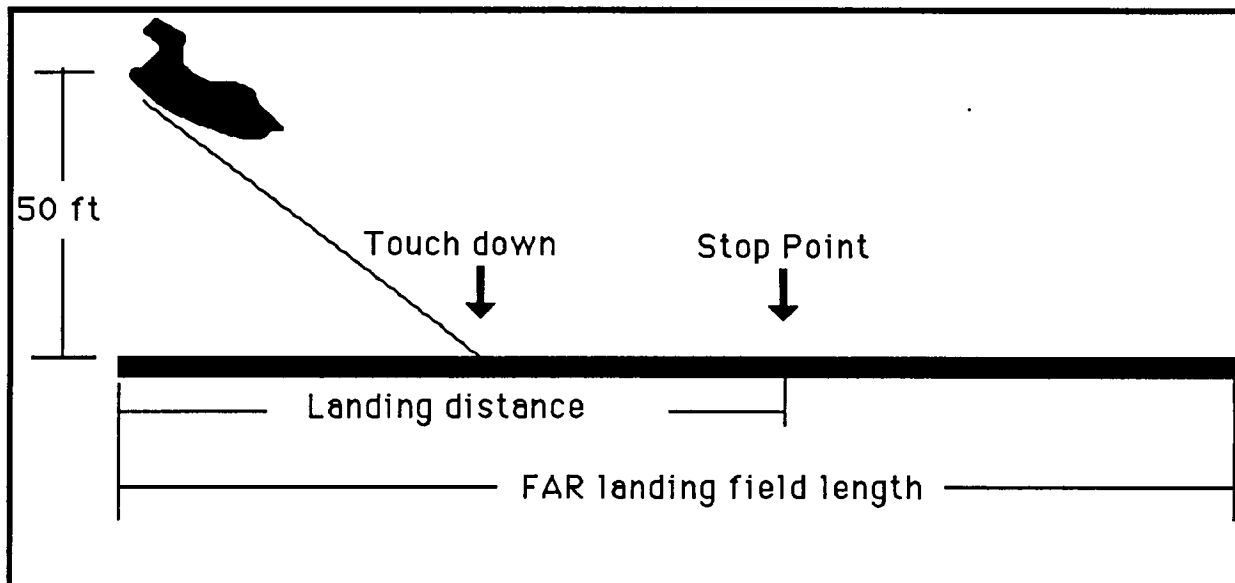 50 ft
Touch down
Stop Point
Landing distance
FAR landing field length